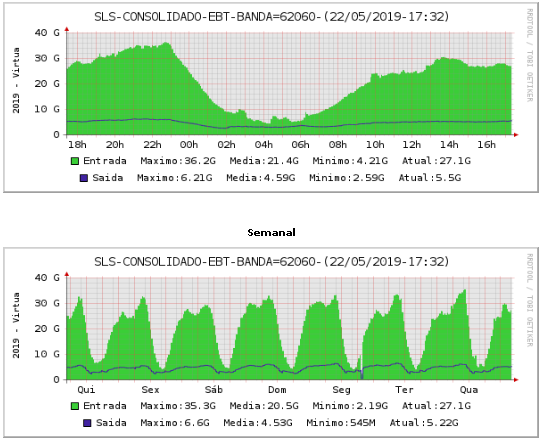 SLS-CONSOLIDADO-EBT-BANDA=62060-(22/05/2019-17:32)
RRDTOOL / TOBI OETIKER
2019 - Virtua
40 G
30 G
20 G
10 G
0
18h 20h 22h 00h 02h 04h 06h 08h 10h 12h 14h 16h
Entrada Maximo:36.2G Media:21.4G Minimo:4.21G Atual:27.1G
Saida Maximo:6.21G Media:4.59G Minimo:2.59G Atual:5.5G
Semanal
SLS-CONSOLIDADO-EBT-BANDA=62060-(22/05/2019-17:32)
RRDTOOL / TOBI OETIKER
2019 - Virtua
40 G
30 G
20 G
10 G
0
Qui Sex Sáb Dom Seg Ter Qua
Entrada Maximo:35.3G Media:20.5G Minimo:2.19G Atual:27.1G
Saida Maximo:6.6G Media:4.53G Minimo:545M Atual:5.22G